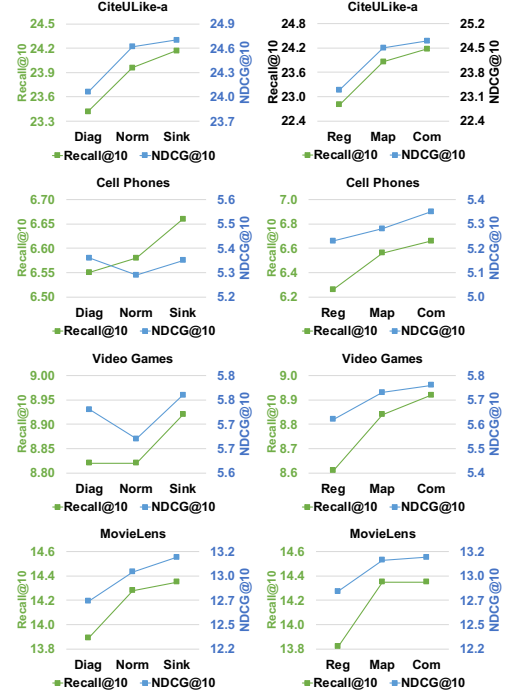 CiteULike-a
24.5
24.2
23.9
23.6
23.3
Recall@10
24.9
24.6
24.3
24.0
23.7
NDCG@10
Diag Norm Sink
Recall@10 NDCG@10
CiteULike-a
24.8
24.2
23.6
23.0
22.4
Recall@10
25.2
24.5
23.8
23.1
22.4
NDCG@10
Reg Map Com
Recall@10 NDCG@10
Cell Phones
6.70
6.65
6.60
6.55
6.50
Recall@10
5.6
5.5
5.4
5.3
5.2
NDCG@10
Diag Norm Sink
Recall@10 NDCG@10
Cell Phones
7.0
6.8
6.6
6.4
6.2
Recall@10
5.4
5.3
5.2
5.1
5.0
NDCG@10
Reg Map Com
Recall@10 NDCG@10
Video Games
9.00
8.95
8.90
8.85
8.80
Recall@10
5.8
5.8
5.7
5.7
5.6
NDCG@10
Diag Norm Sink
Recall@10 NDCG@10
Video Games
9.0
8.9
8.8
8.7
8.6
Recall@10
5.8
5.7
5.6
5.5
5.4
NDCG@10
Reg Map Com
Recall@10 NDCG@10
MovieLens
14.6
14.4
14.2
14.0
13.8
Recall@10
13.2
13.0
12.7
12.5
12.2
NDCG@10
Diag Norm Sink
Recall@10 NDCG@10
MovieLens
14.6
14.4
14.2
14.0
13.8
Recall@10
13.2
13.0
12.7
12.5
12.2
NDCG@10
Reg Map Com
Recall@10 NDCG@10